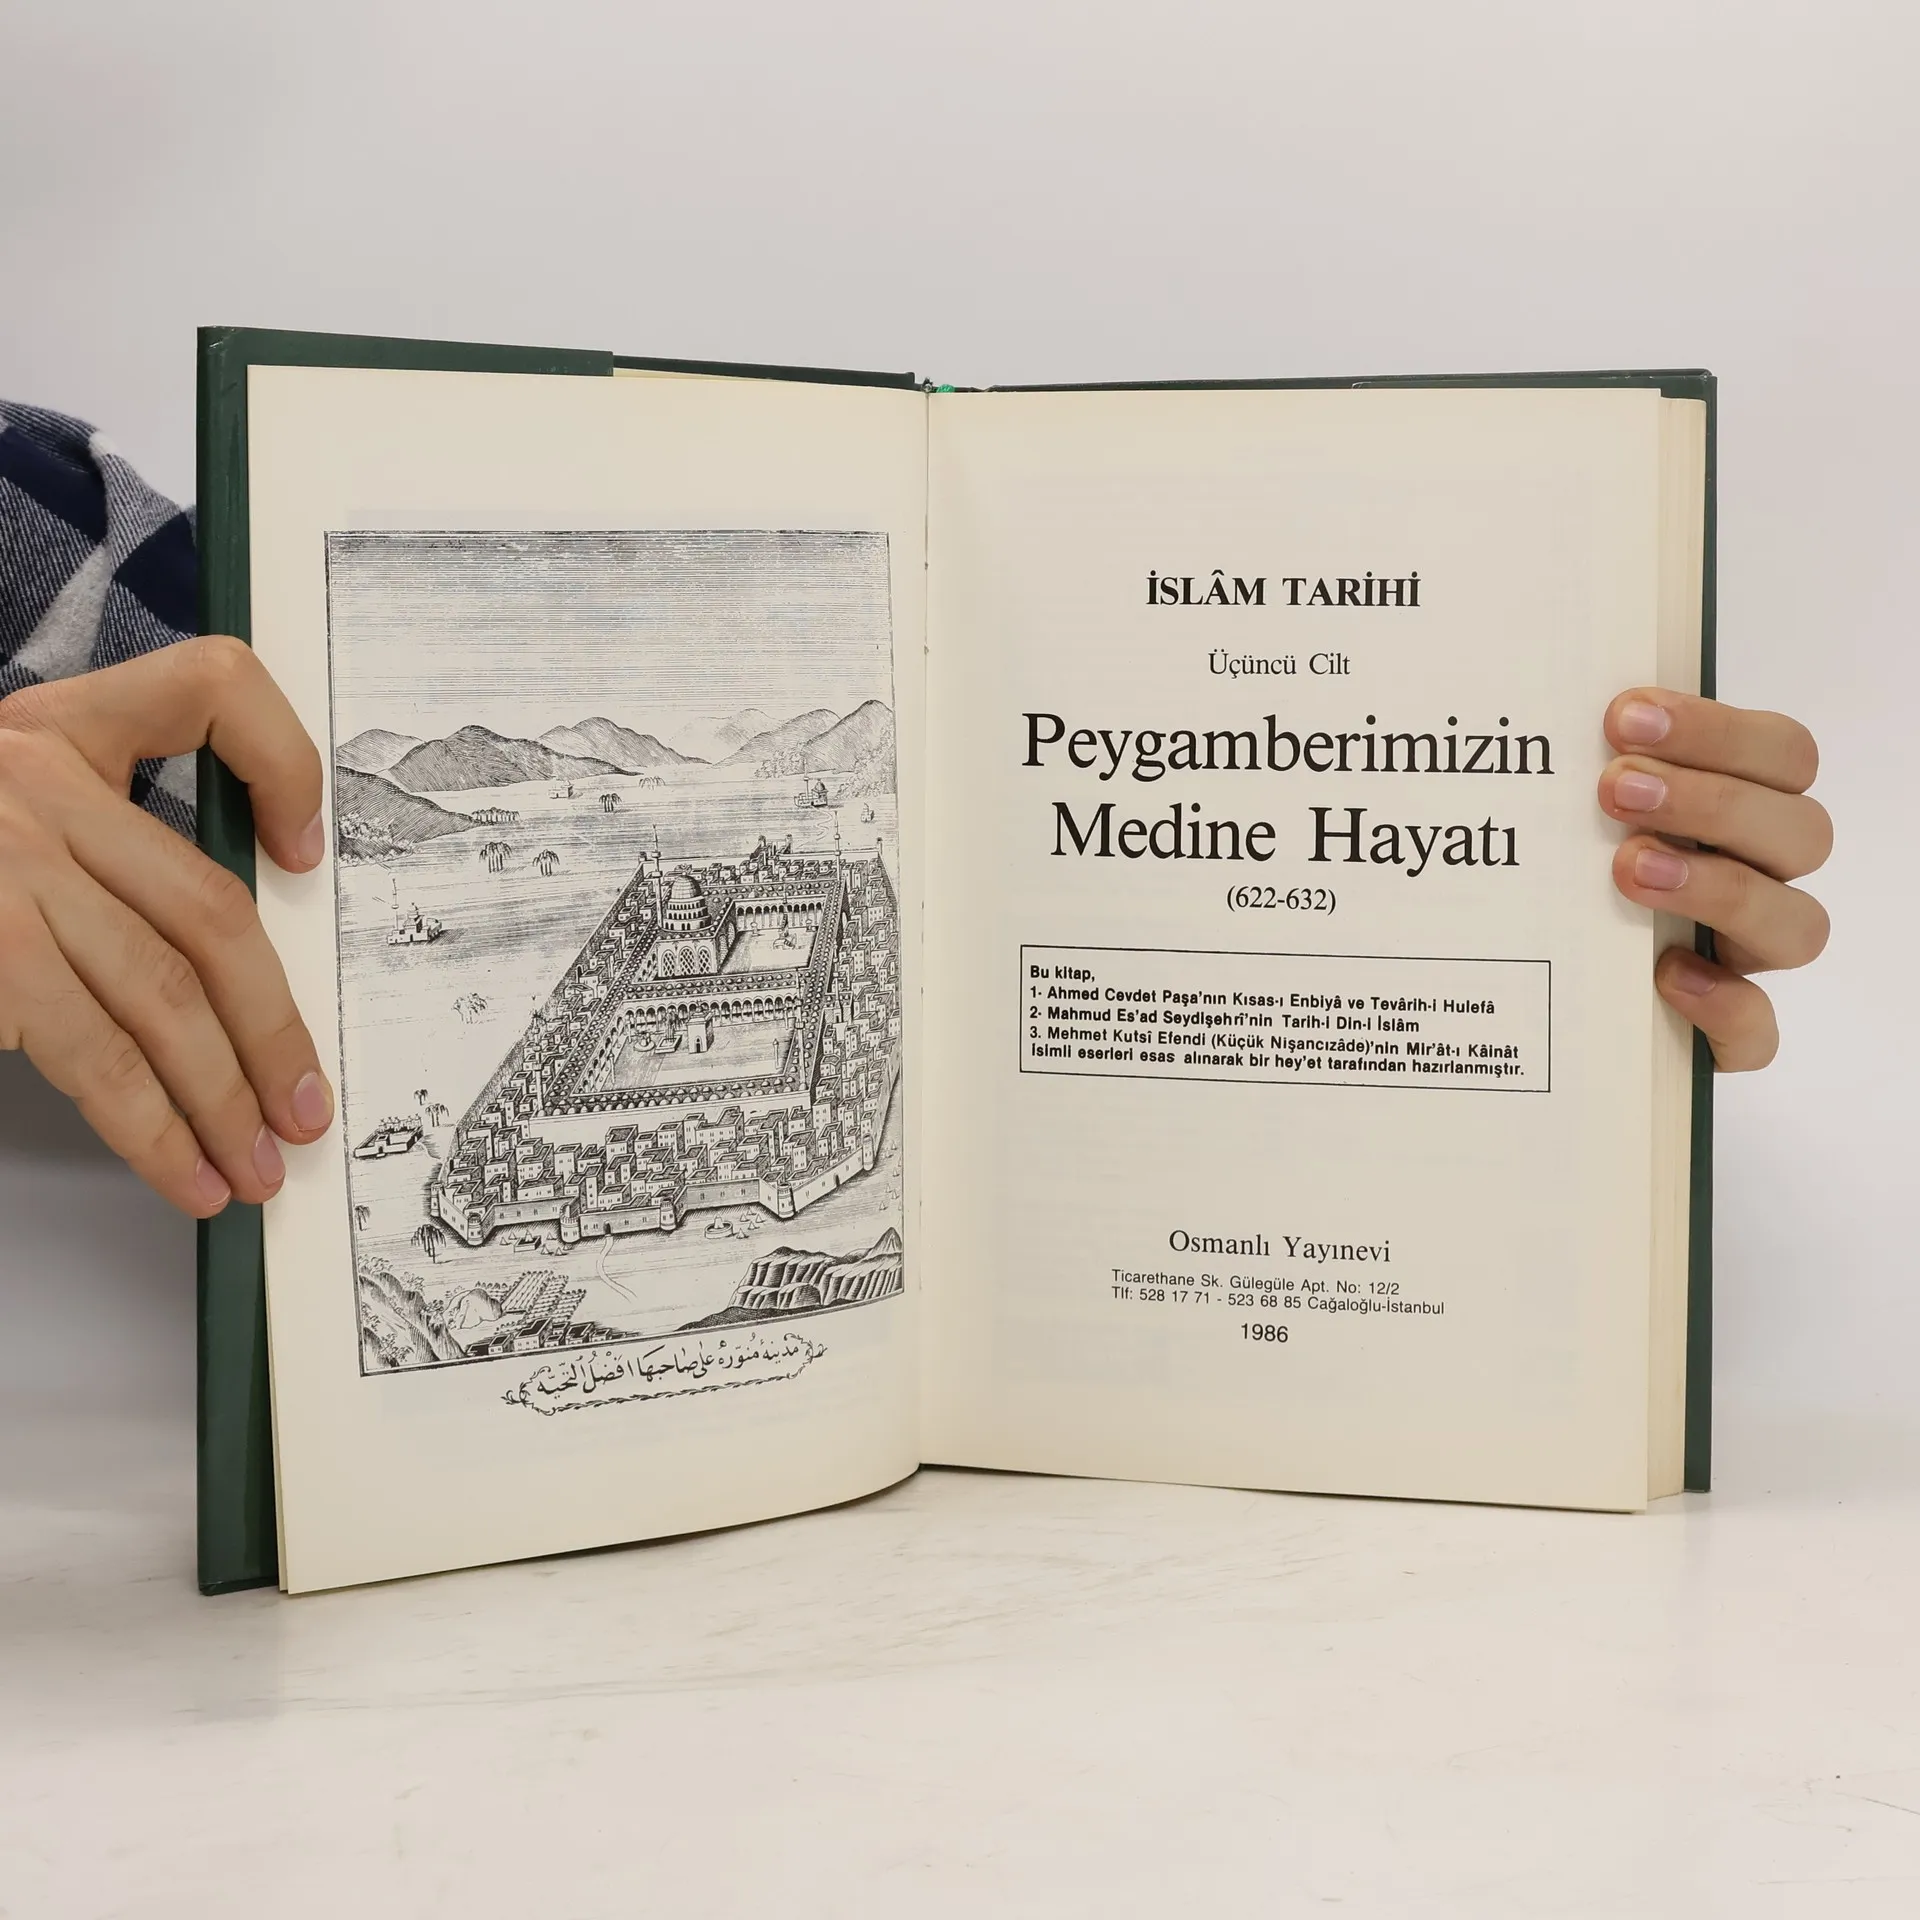 مدينهٔ منوّره على صاحبها افضل التحيّه
İSLÂM TARİHİ
Üçüncü Cilt
Peygamberimizin
Medine Hayatı
(622-632)
Bu kitap,
1- Ahmed Cevdet Paşa'nın Kısas-ı Enbiyâ ve Tevârih-i Hulefâ
2- Mahmud Es'ad Seydişehrî'nin Tarih-i Din-i İslâm
3. Mehmet Kutsî Efendi (Küçük Nişancızâde)'nin Mir'ât-ı Kâinât
isimli eserleri esas alınarak bir hey'et tarafından hazırlanmıştır.
Osmanlı Yayınevi
Ticarethane Sk. Gülegüle Apt. No: 12/2
Tlf: 528 17 71 - 523 68 85 Cağaloğlu-İstanbul
1986